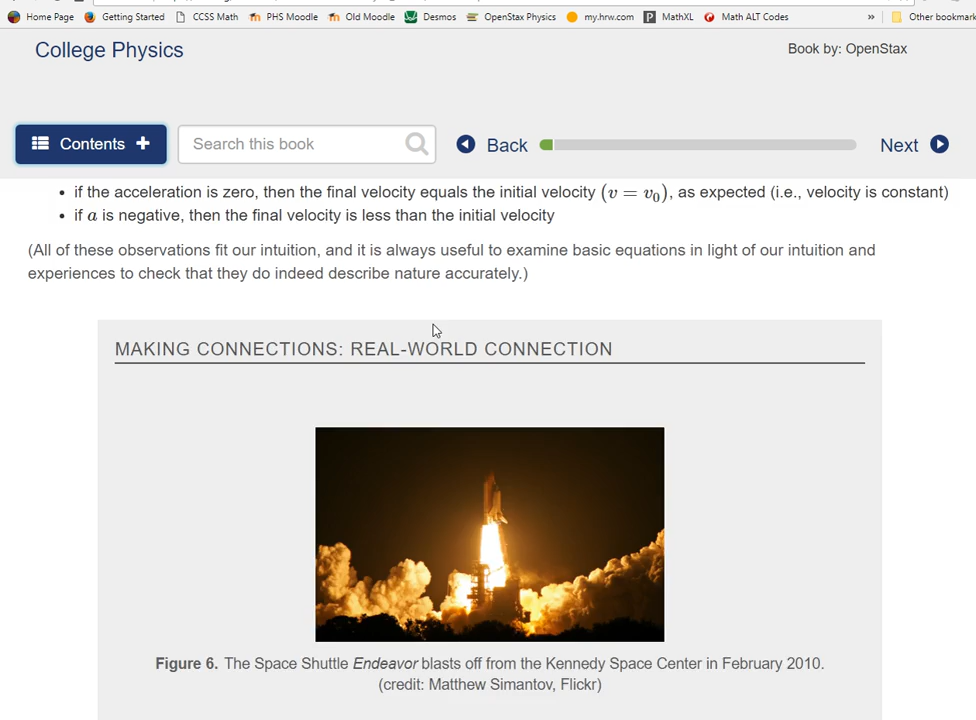 Home Page Getting Started CCSS Math PHS Moodle Old Moodle Desmos OpenStax Physics my.hrw.com MathXL Math ALT Codes » Other bookmark
College Physics Book by: OpenStax
Contents + Search this book Back Next
• if the acceleration is zero, then the final velocity equals the initial velocity (v = v₀), as expected (i.e., velocity is constant)
• if a is negative, then the final velocity is less than the initial velocity
(All of these observations fit our intuition, and it is always useful to examine basic equations in light of our intuition and
experiences to check that they do indeed describe nature accurately.)
MAKING CONNECTIONS: REAL-WORLD CONNECTION
Figure 6. The Space Shuttle Endeavor blasts off from the Kennedy Space Center in February 2010.
(credit: Matthew Simantov, Flickr)